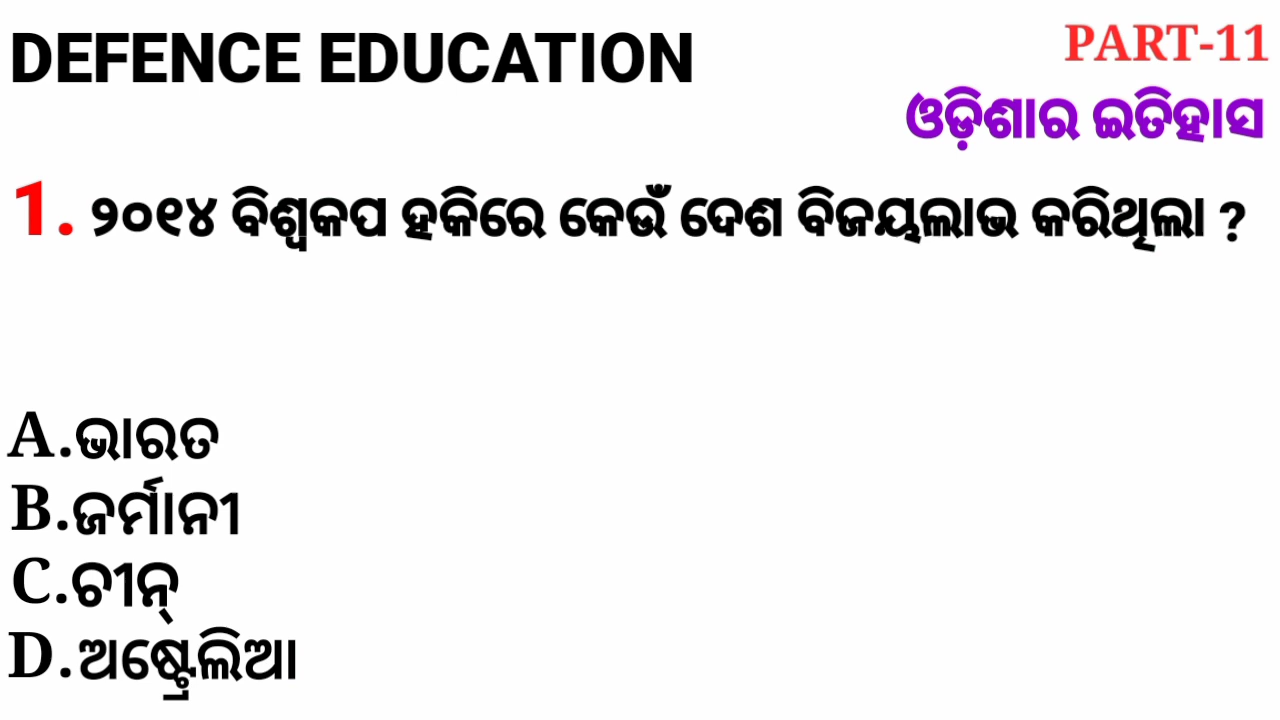 DEFENCE EDUCATION
PART-11
ଓଡ଼ିଶାର ଇତିହାସ
1. ୨୦୧୪ ବିଶ୍ୱକପ ହକିରେ କେଉଁ ଦେଶ ବିଜୟଲାଭ କରିଥିଲା ?
A.ଭାରତ
B.ଜର୍ମାନୀ
C.ଚୀନ୍
D.ଅଷ୍ଟ୍ରେଲିଆ